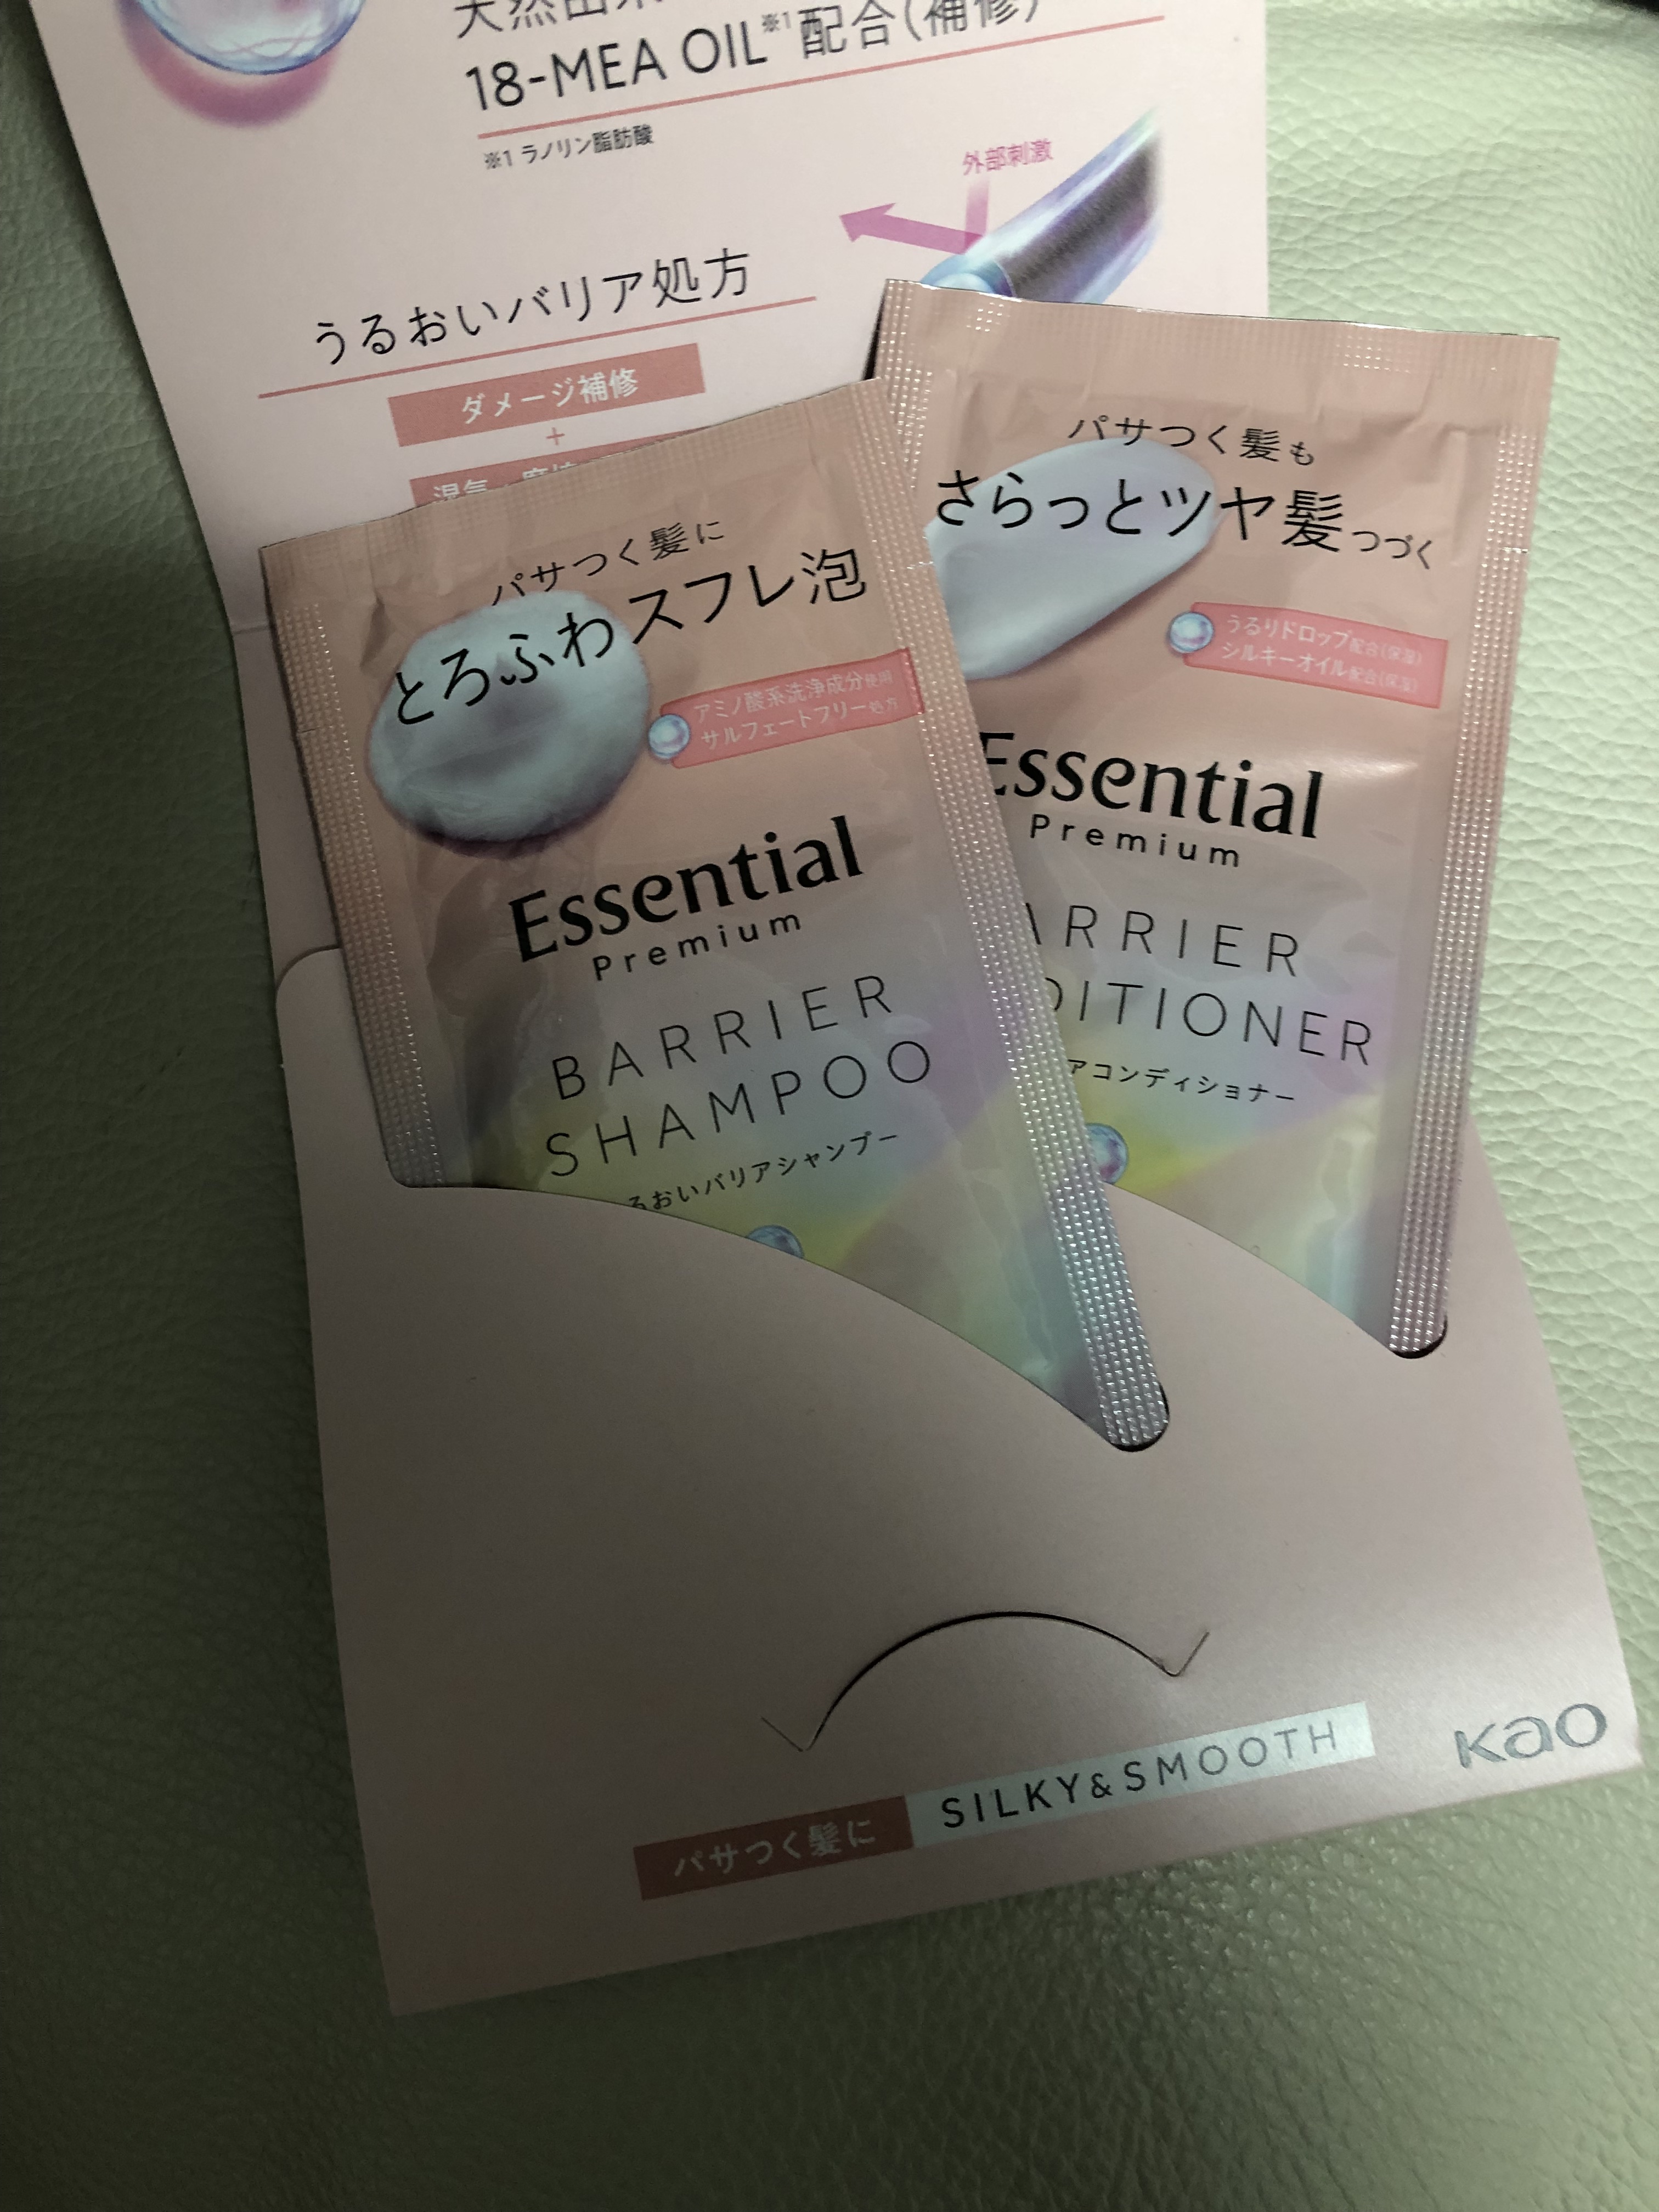 18-MEA OIL※1配合(補修)
※1 ラノリン脂肪酸
外部刺激
うるおいバリア処方
ダメージ補修
+
パサつく髪に
とろふわスフレ泡
アミノ酸系洗浄成分使用
サルフェートフリー処方
Essential
Premium
BARRIER
SHAMPOO
るおいバリアシャンプー
パサつく髪も
さらっとツヤ髪つづく
うるりドロップ配合(保湿)
シルキーオイル配合(保湿)
Essential
Premium
ARRIER
DITIONER
アコンディショナー
パサつく髪に SILKY&SMOOTH
Kao